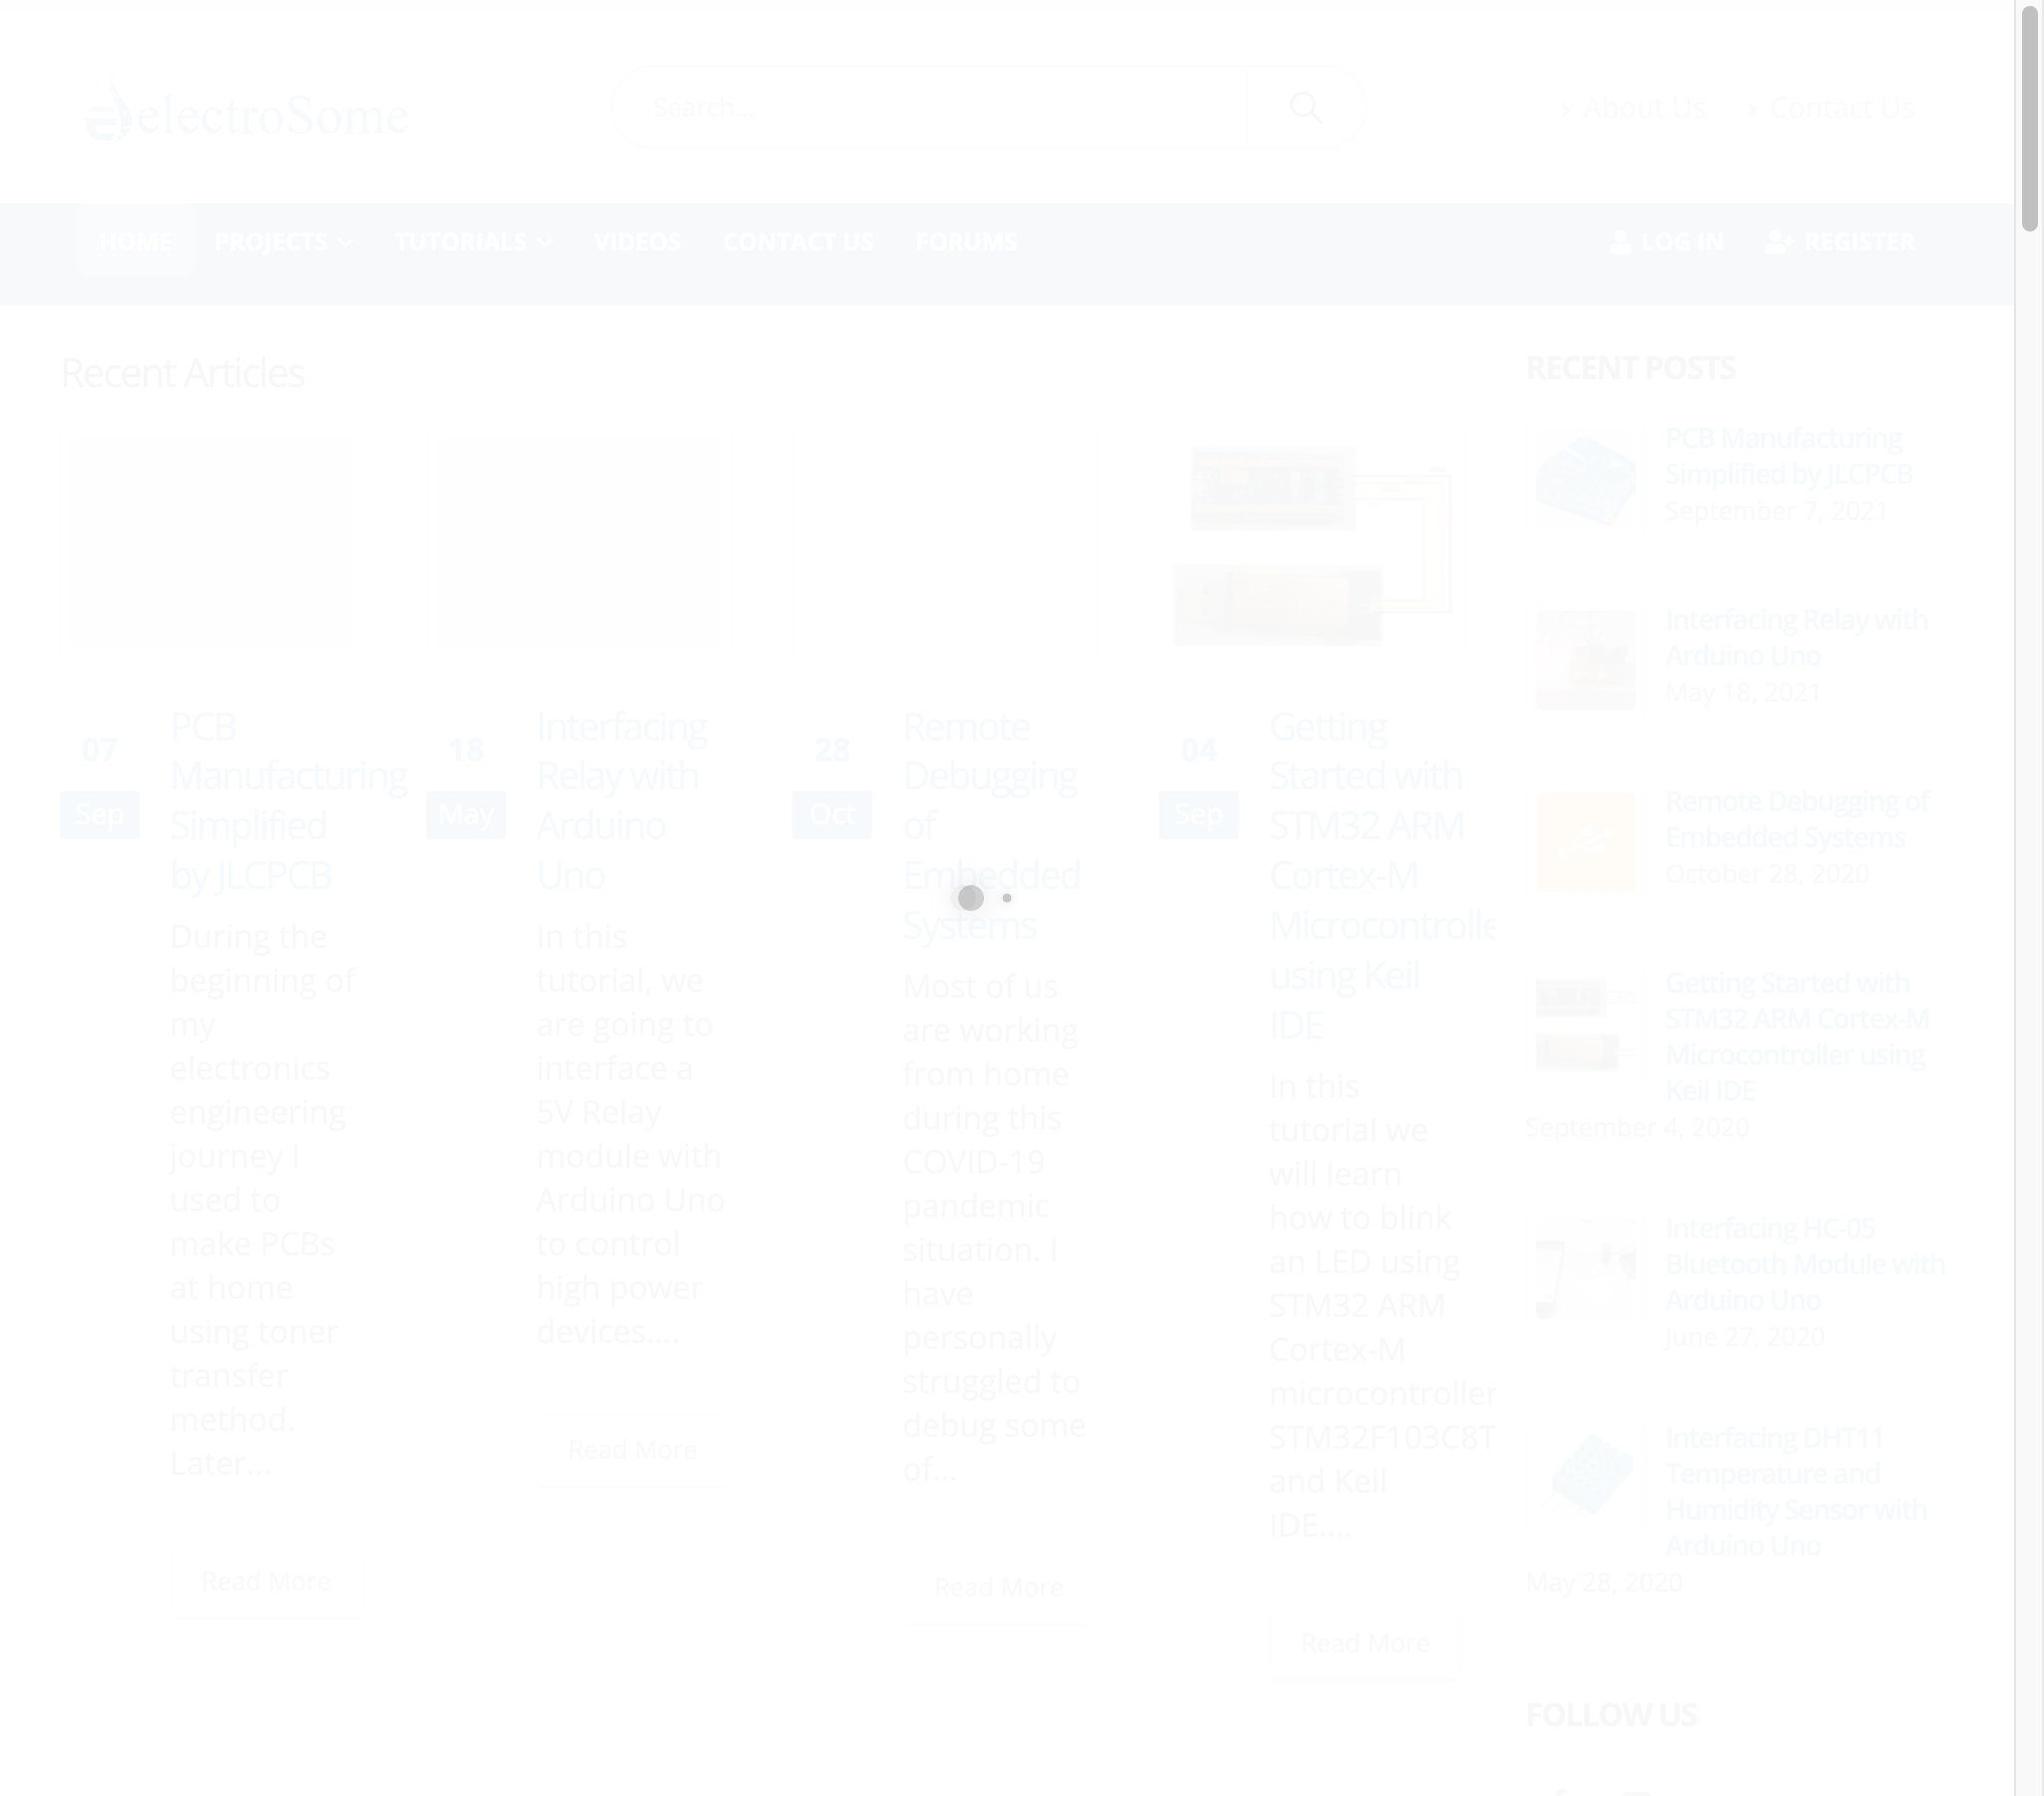 electroSome
Search...
About Us
Contact Us
HOME
PROJECTS
TUTORIALS
VIDEOS
CONTACT US
FORUMS
LOG IN
REGISTER
Recent Articles
07
Sep
PCB
Manufacturing
Simplified
by JLCPCB
During the
beginning of
my
electronics
engineering
journey I
used to
make PCBs
at home
using toner
transfer
method.
Later...
Read More
18
May
Interfacing
Relay with
Arduino
Uno
In this
tutorial, we
are going to
interface a
5V Relay
module with
Arduino Uno
to control
high power
devices....
Read More
28
Oct
Remote
Debugging
of
Embedded
Systems
Most of us
are working
from home
during this
COVID-19
pandemic
situation. I
have
personally
struggled to
debug some
of...
Read More
04
Sep
Getting
Started with
STM32 ARM
Cortex-M
Microcontrolle
using Keil
IDE
In this
tutorial we
will learn
how to blink
an LED using
STM32 ARM
Cortex-M
microcontroller
STM32F103C8T
and Keil
IDE....
Read More
RECENT POSTS
PCB Manufacturing
Simplified by JLCPCB
September 7, 2021
Interfacing Relay with
Arduino Uno
May 18, 2021
Remote Debugging of
Embedded Systems
October 28, 2020
Getting Started with
STM32 ARM Cortex-M
Microcontroller using
Keil IDE
September 4, 2020
Interfacing HC-05
Bluetooth Module with
Arduino Uno
June 27, 2020
Interfacing DHT11
Temperature and
Humidity Sensor with
Arduino Uno
May 28, 2020
FOLLOW US